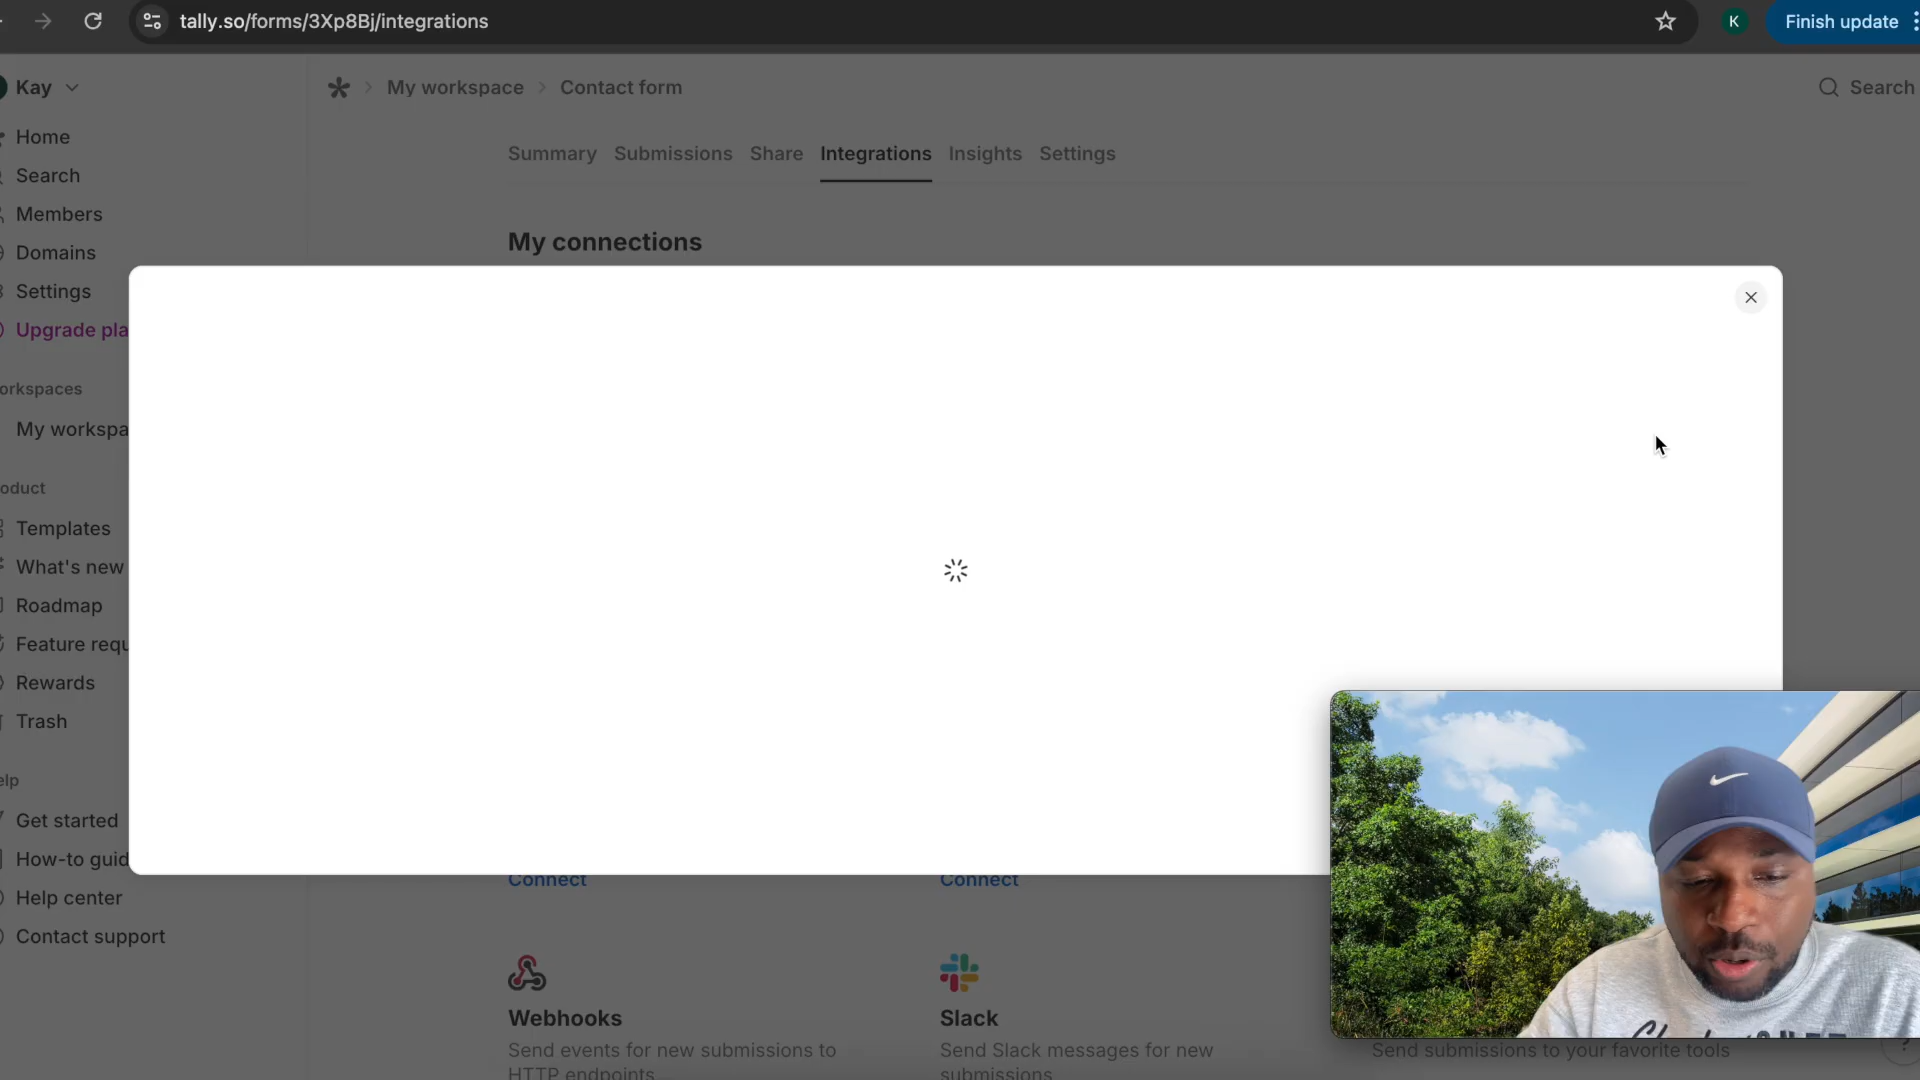 tally.so/forms/3Xp8Bj/integrations
K
Finish update
Kay
My workspace
Contact form
Search
Home
Search
Members
Domains
Settings
Upgrade pla
orkspaces
My workspa
oduct
Templates
What's new
Roadmap
Feature requ
Rewards
Trash
elp
Get started
How-to guid
Help center
Contact support
Summary
Submissions
Share
Integrations
Insights
Settings
My connections
Connect
Connect
Webhooks
Send events for new submissions to
HTTP endpoints
Slack
Send Slack messages for new
submissions
Send submissions to your favorite tools
?